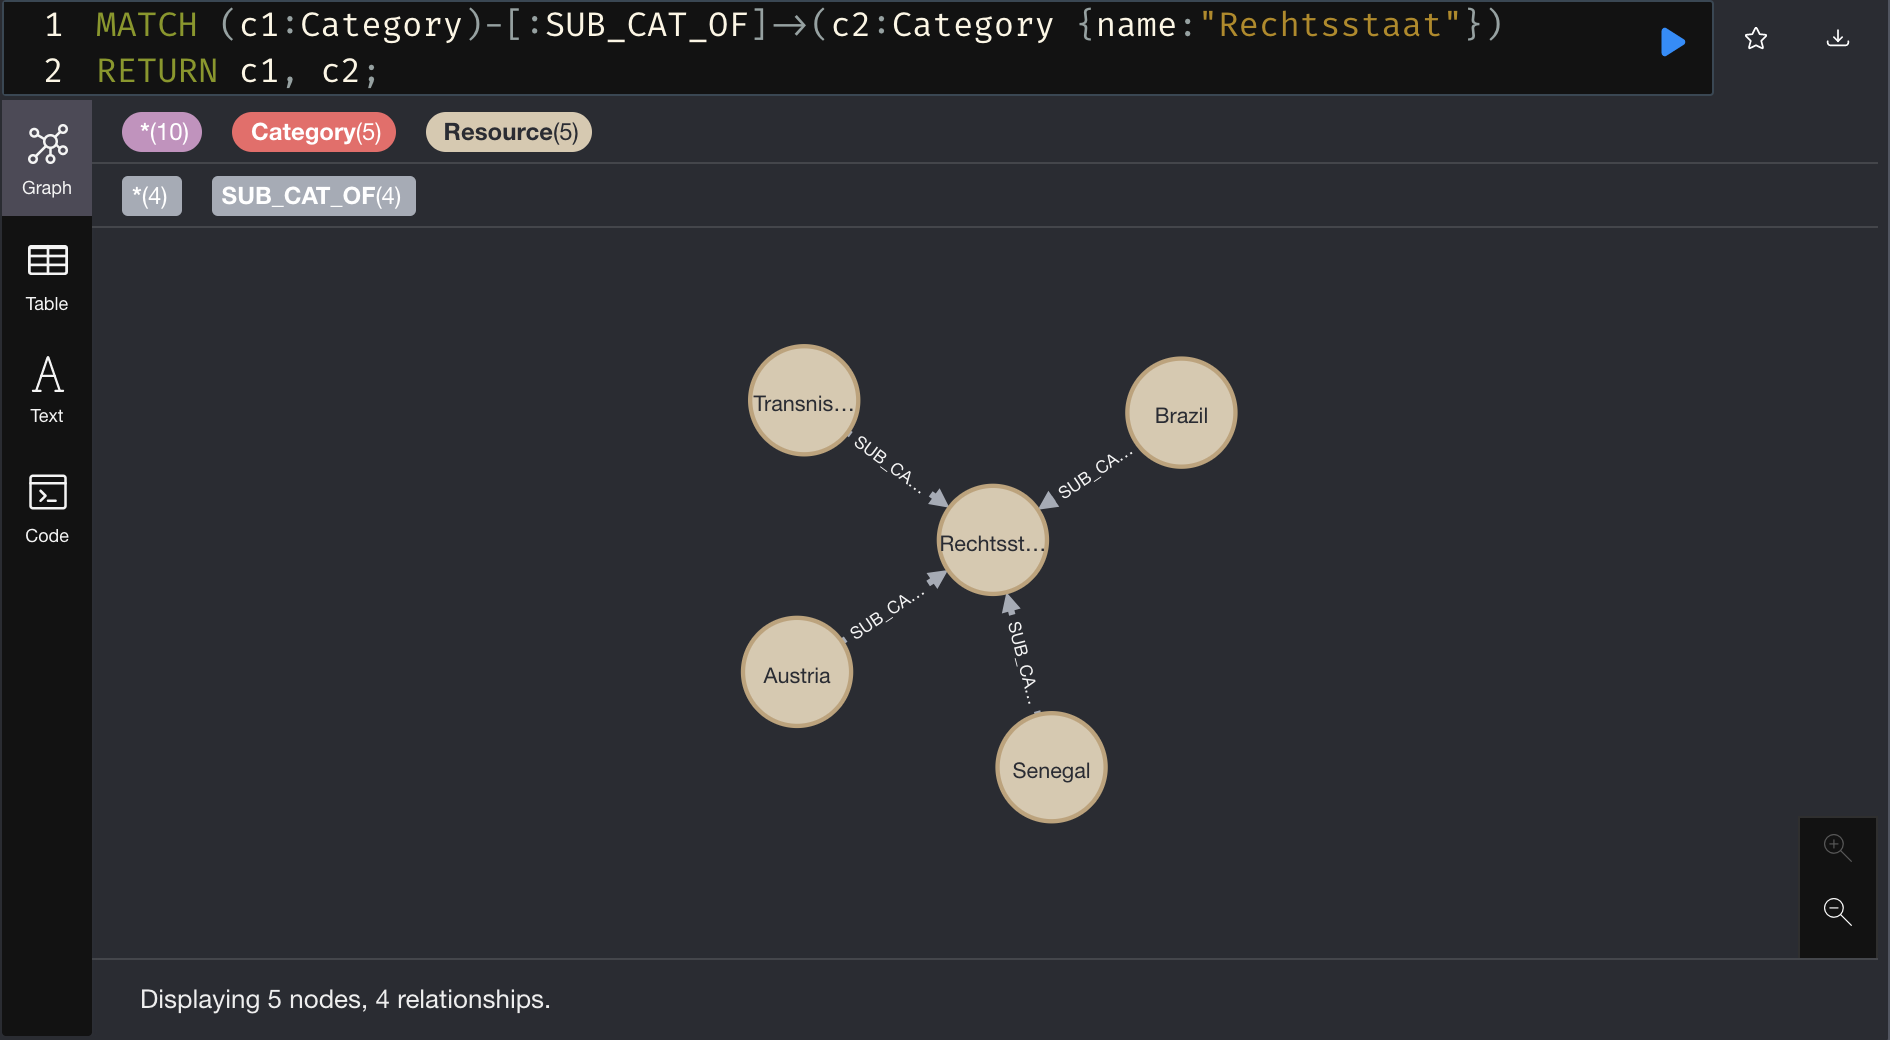 1 MATCH (c1:Category)-[:SUB_CAT_OF]->(c2:Category {name:"Rechtsstaat"})
2 RETURN c1, c2;
*(10) Category(5) Resource(5)
Graph
*(4) SUB_CAT_OF(4)
Table
Text
Code
Transnis...
Brazil
SUB_CA...
SUB_CA...
Rechtsst...
SUB_CA...
SUB_CA...
Austria
Senegal
Displaying 5 nodes, 4 relationships.